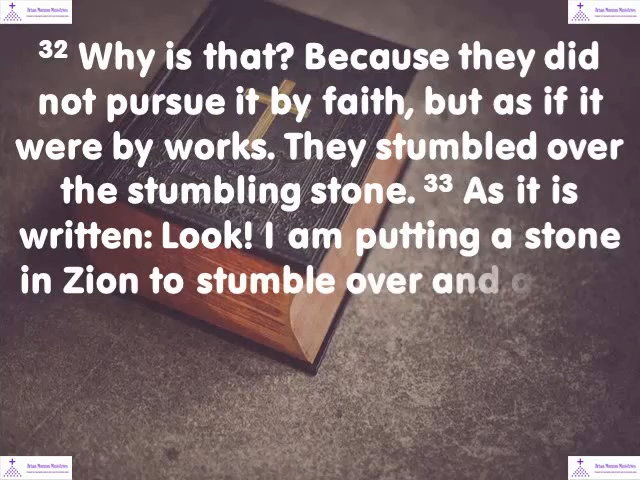 ³² Why is that? Because they did
not pursue it by faith, but as if it
were by works. They stumbled over
the stumbling stone. ³³ As it is
written: Look! I am putting a stone
in Zion to stumble over and